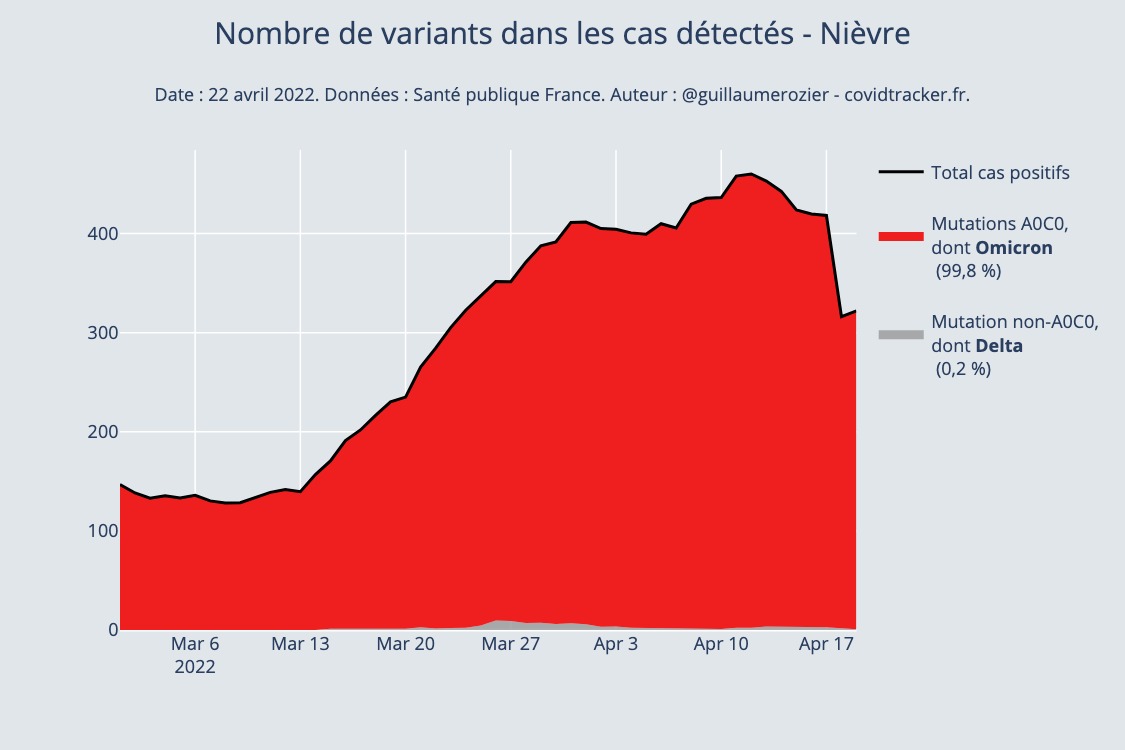 Nombre de variants dans les cas détectés - Nièvre
Date : 22 avril 2022. Données : Santé publique France. Auteur : @guillaumerozier - covidtracker.fr.
Total cas positifs
Mutations A0C0,
dont Omicron
(99,8 %)
Mutation non-A0C0,
dont Delta
(0,2 %)
400
300
200
100
0
Mar 6
2022
Mar 13
Mar 20
Mar 27
Apr 3
Apr 10
Apr 17